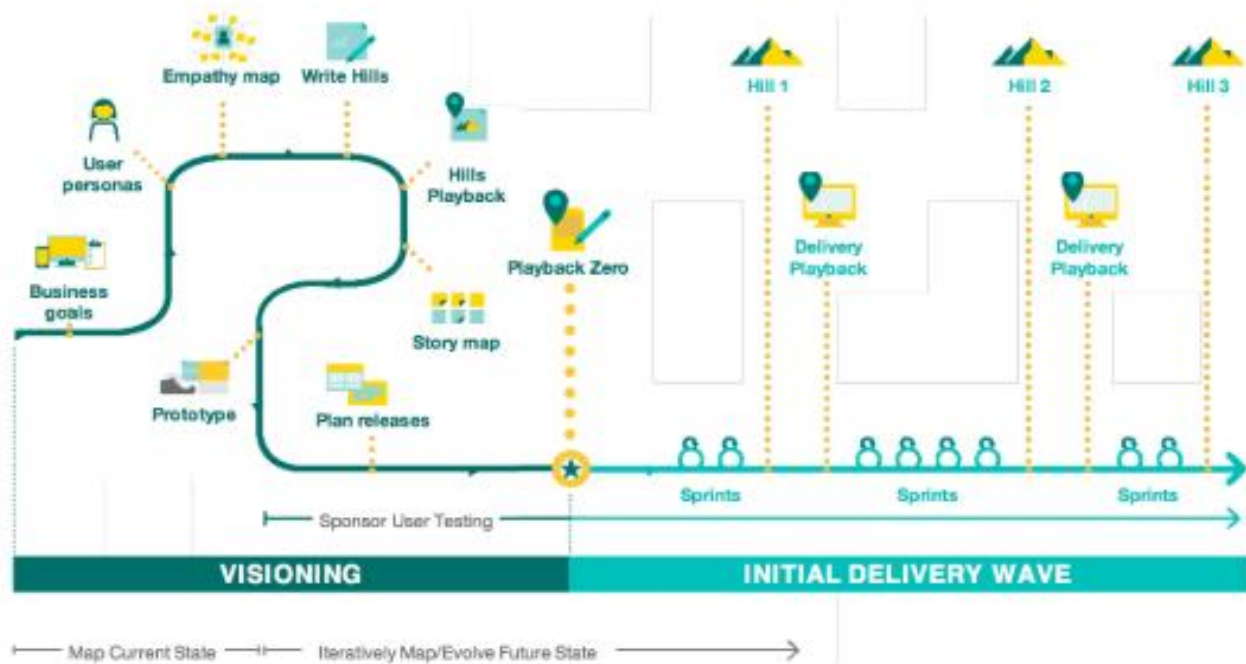 Empathy map
Write Hills
Hill 1
Hill 2
Hill 3
User
personas
Hills
Playback
Business
goals
Playback Zero
Delivery
Playback
Delivery
Playback
Story map
Prototype
Plan releases
Sprints
Sprints
Sprints
Sponsor User Testing
VISIONING
INITIAL DELIVERY WAVE
Map Current State
Iteratively Map/Evolve Future State